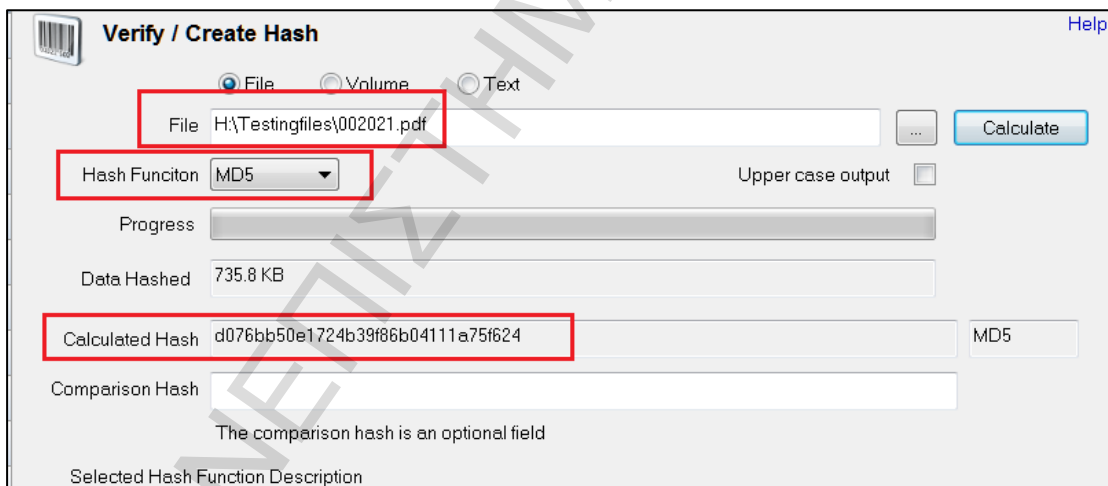 Verify / Create Hash
Help
File Volume Text
File H:\Testingfiles\002021.pdf ... Calculate
Hash Funciton MD5 Upper case output
Progress
Data Hashed 735.8 KB
Calculated Hash d076bb50e1724b39f86b04111a75f624 MD5
Comparison Hash
The comparison hash is an optional field
Selected Hash Function Description
ΝΕΠΙΣΤΗΜ